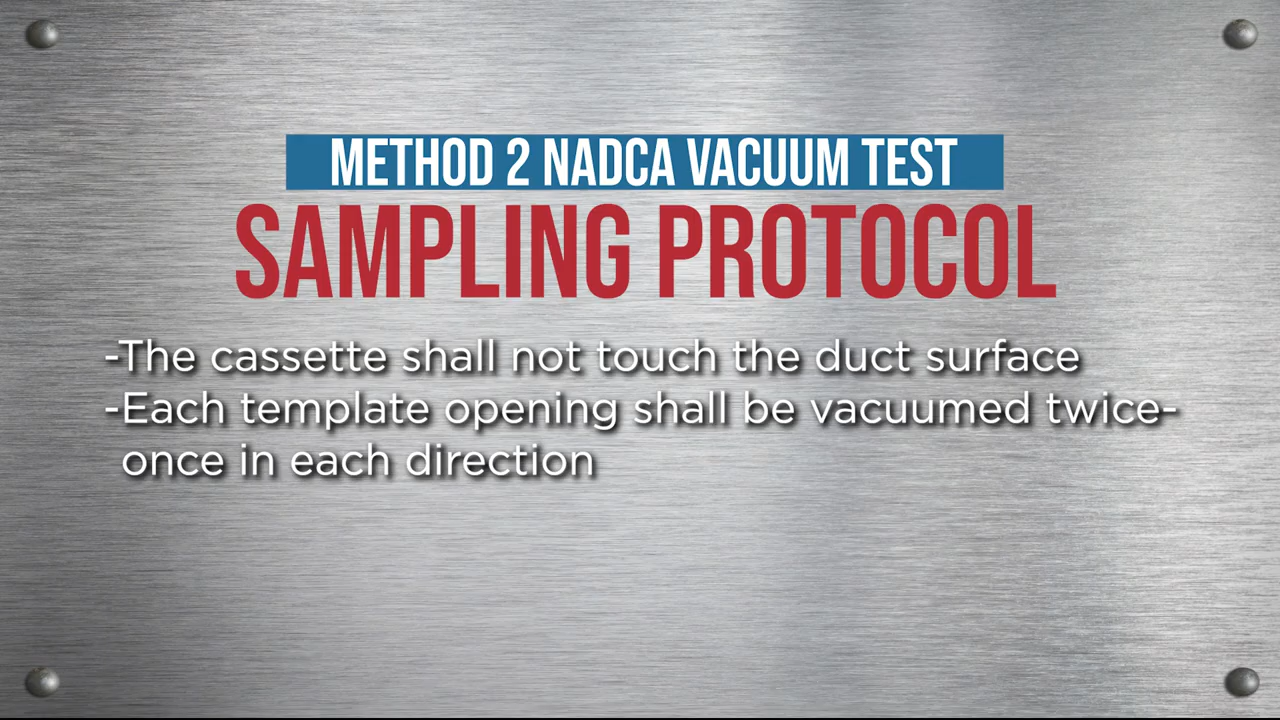 METHOD 2 NADCA VACUUM TEST
SAMPLING PROTOCOL
-The cassette shall not touch the duct surface
-Each template opening shall be vacuumed twice-
once in each direction